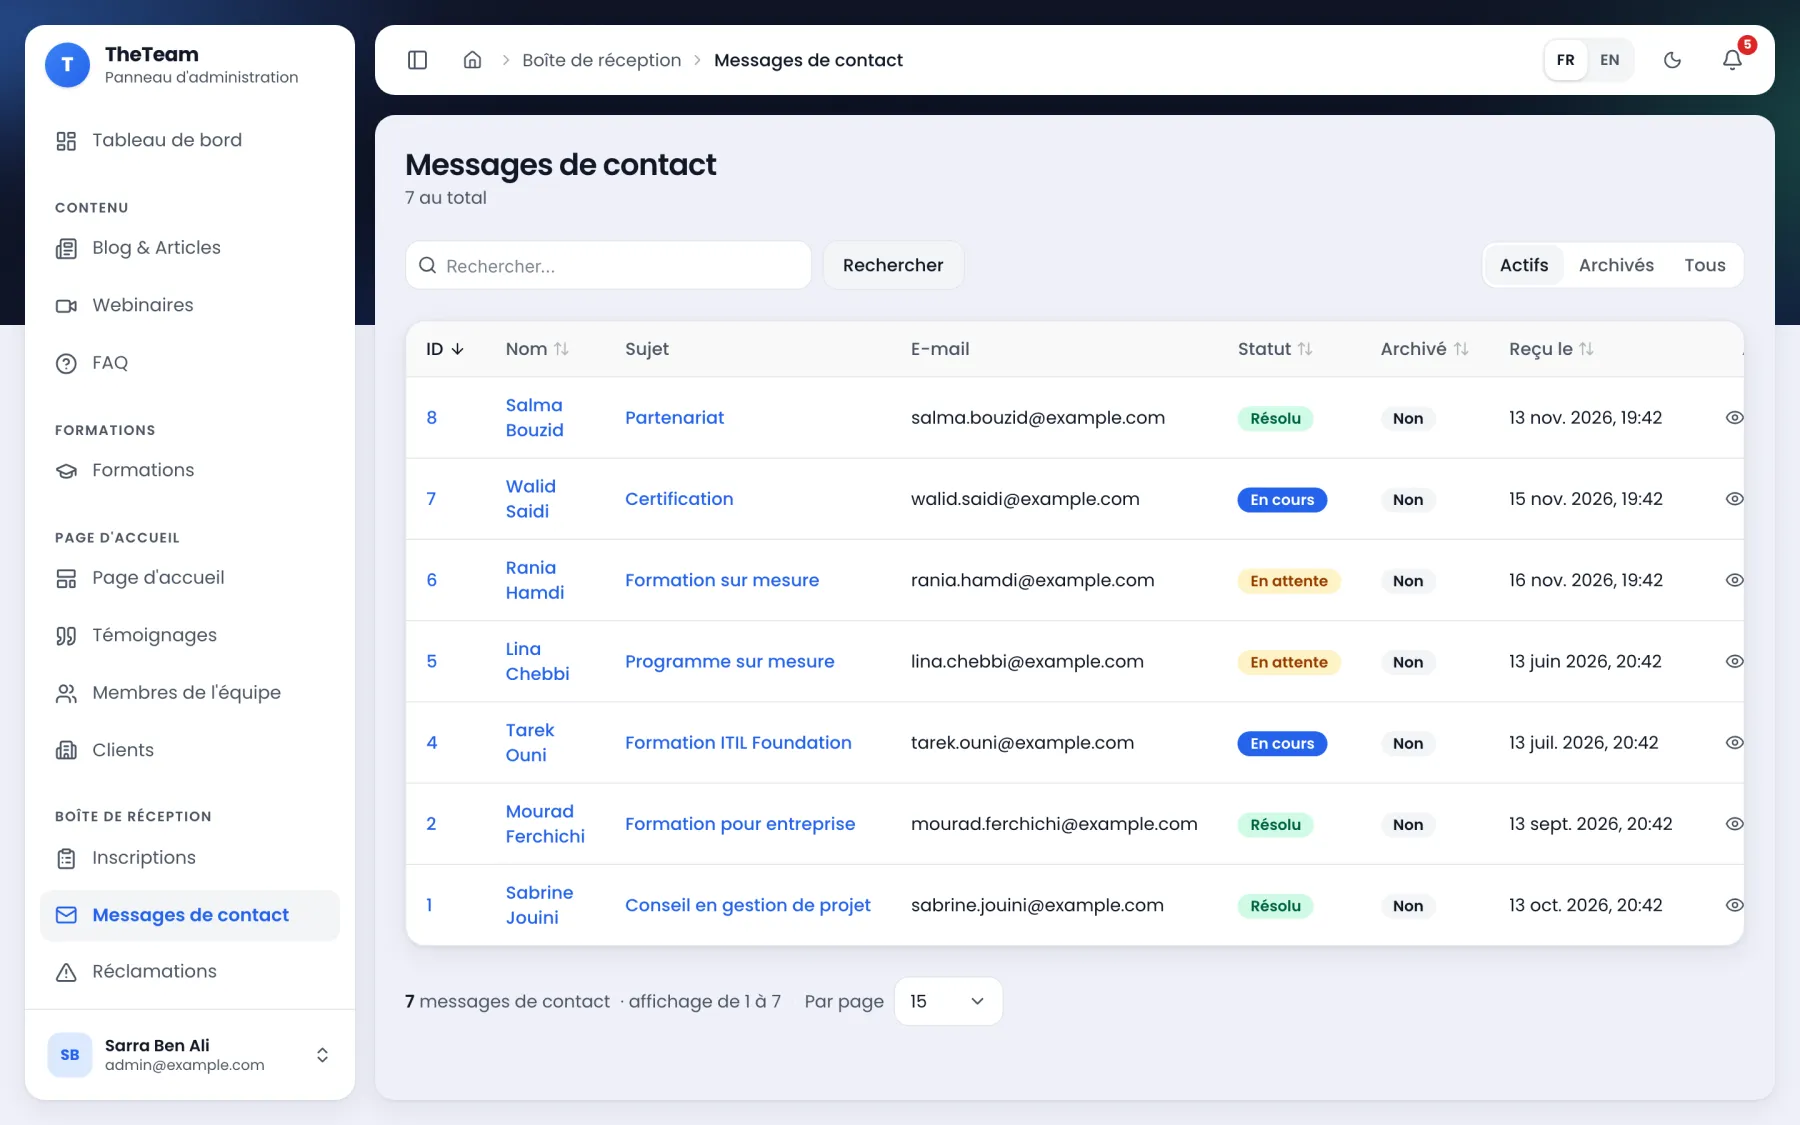 T
TheTeam
Panneau d'administration
Tableau de bord
CONTENU
Blog & Articles
Webinaires
FAQ
FORMATIONS
Formations
PAGE D'ACCUEIL
Page d'accueil
Témoignages
Membres de l'équipe
Clients
BOÎTE DE RÉCEPTION
Inscriptions
Messages de contact
Réclamations
SB
Sarra Ben Ali
admin@example.com
Boîte de réception
Messages de contact
FR EN
5
Messages de contact
7 au total
Rechercher...
Rechercher
Actifs Archivés Tous
ID Nom Sujet E-mail Statut Archivé Reçu le
8 Salma Bouzid Partenariat salma.bouzid@example.com Résolu Non 13 nov. 2026, 19:42
7 Walid Saidi Certification walid.saidi@example.com En cours Non 15 nov. 2026, 19:42
6 Rania Hamdi Formation sur mesure rania.hamdi@example.com En attente Non 16 nov. 2026, 19:42
5 Lina Chebbi Programme sur mesure lina.chebbi@example.com En attente Non 13 juin 2026, 20:42
4 Tarek Ouni Formation ITIL Foundation tarek.ouni@example.com En cours Non 13 juil. 2026, 20:42
2 Mourad Ferchichi Formation pour entreprise mourad.ferchichi@example.com Résolu Non 13 sept. 2026, 20:42
1 Sabrine Jouini Conseil en gestion de projet sabrine.jouini@example.com Résolu Non 13 oct. 2026, 20:42
7 messages de contact · affichage de 1 à 7 Par page 15